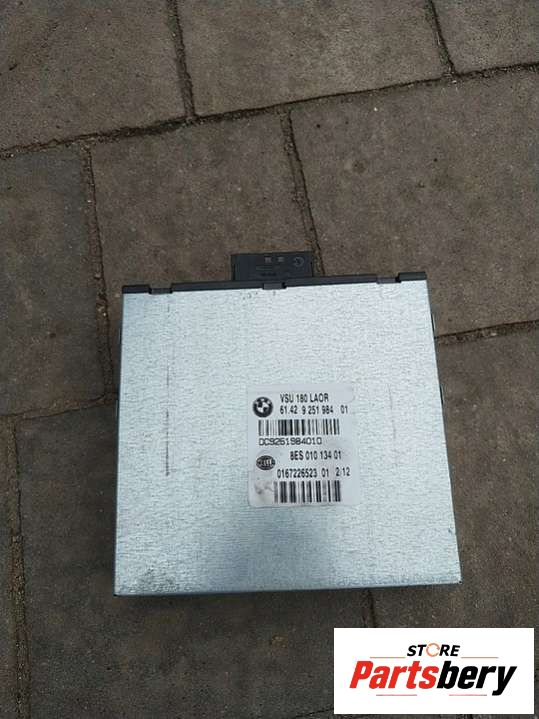 VSU 180 LAOR
61.42 9 251 984 01
DC9251984010
8ES 010 134 01
HELLA
0167226523 01 2 12
STORE
Partsbery